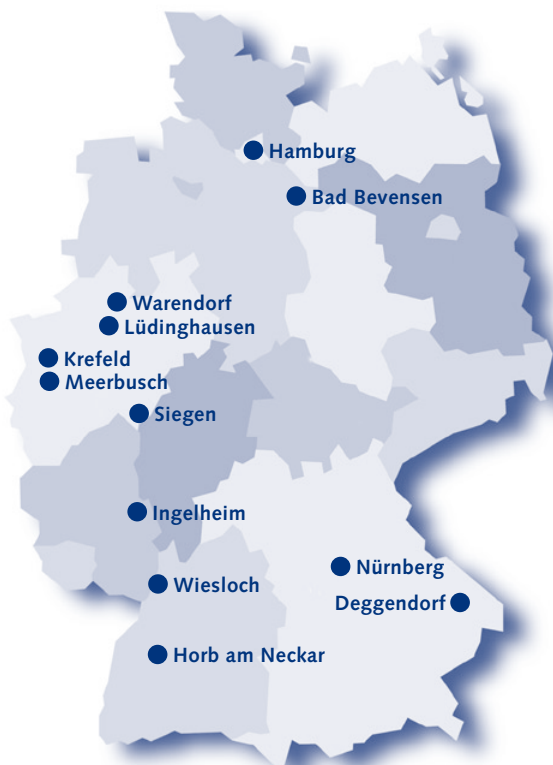 Hamburg
Bad Bevensen
Warendorf
Lüdinghausen
Krefeld
Meerbusch
Siegen
Ingelheim
Nürnberg
Wiesloch
Deggendorf
Horb am Neckar